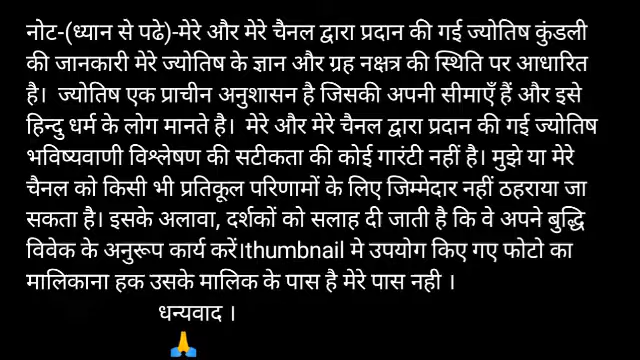 नोट-(ध्यान से पढे)-मेरे और मेरे चैनल द्वारा प्रदान की गई ज्योतिष कुंडली
की जानकारी मेरे ज्योतिष के ज्ञान और ग्रह नक्षत्र की स्थिति पर आधारित
है। ज्योतिष एक प्राचीन अनुशासन है जिसकी अपनी सीमाएँ हैं और इसे
हिन्दु धर्म के लोग मानते है। मेरे और मेरे चैनल द्वारा प्रदान की गई ज्योतिष
भविष्यवाणी विश्लेषण की सटीकता की कोई गारंटी नहीं है। मुझे या मेरे
चैनल को किसी भी प्रतिकूल परिणामों के लिए जिम्मेदार नहीं ठहराया जा
सकता है। इसके अलावा, दर्शकों को सलाह दी जाती है कि वे अपने बुद्धि
विवेक के अनुरूप कार्य करें।thumbnail मे उपयोग किए गए फोटो का
मालिकाना हक उसके मालिक के पास है मेरे पास नही ।
धन्यवाद ।
🙏